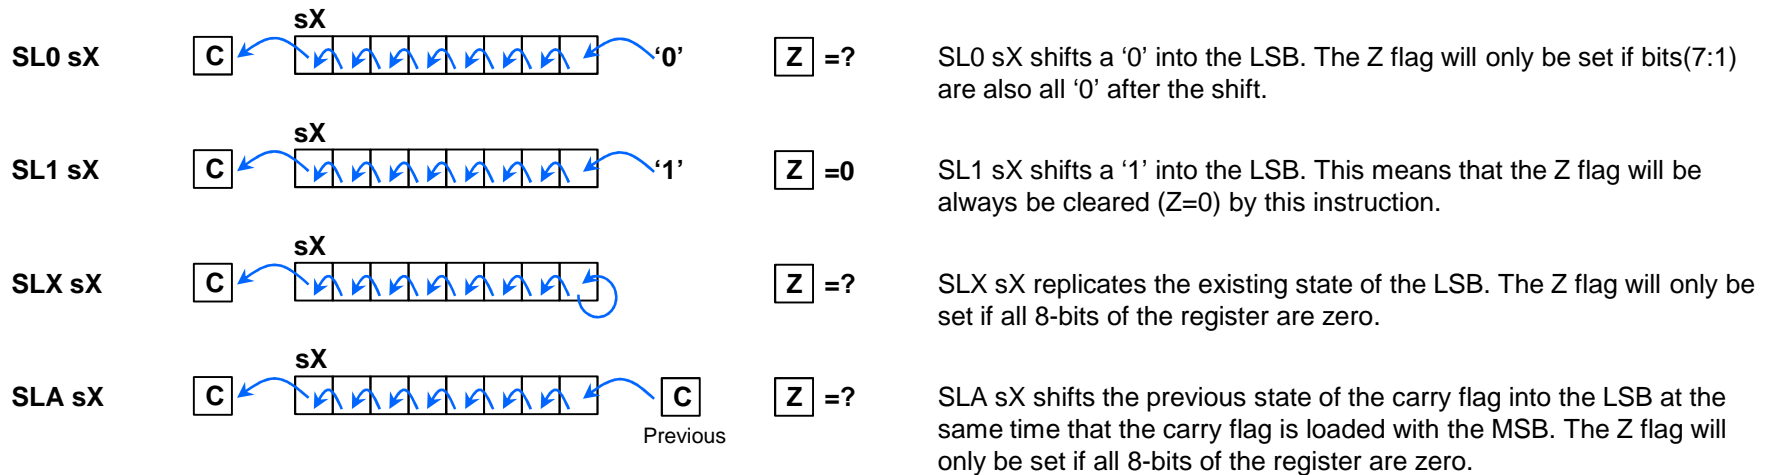 sX
SL0 sX C ‘0’ Z =? SL0 sX shifts a ‘0’ into the LSB. The Z flag will only be set if bits(7:1)
are also all ‘0’ after the shift.
sX
SL1 sX C ‘1’ Z =0 SL1 sX shifts a ‘1’ into the LSB. This means that the Z flag will be
always be cleared (Z=0) by this instruction.
sX
SLX sX C Z =? SLX sX replicates the existing state of the LSB. The Z flag will only be
set if all 8-bits of the register are zero.
sX
SLA sX C C Z =? SLA sX shifts the previous state of the carry flag into the LSB at the
Previous same time that the carry flag is loaded with the MSB. The Z flag will
only be set if all 8-bits of the register are zero.